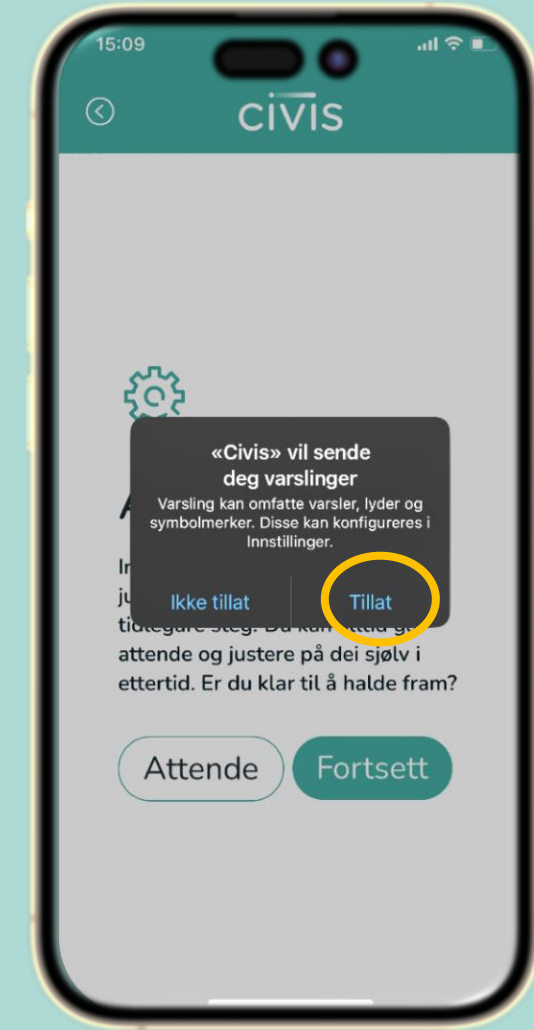 15:09
CIVIS
«Civis» vil sende
deg varslinger
Varsling kan omfatte varsler, lyder og
symbolmerker. Disse kan konfigureres i
Innstillinger.
Ikke tillat
Tillat
attende og justere på dei sjølv i
ettertid. Er du klar til å halde fram?
Attende
Fortsett